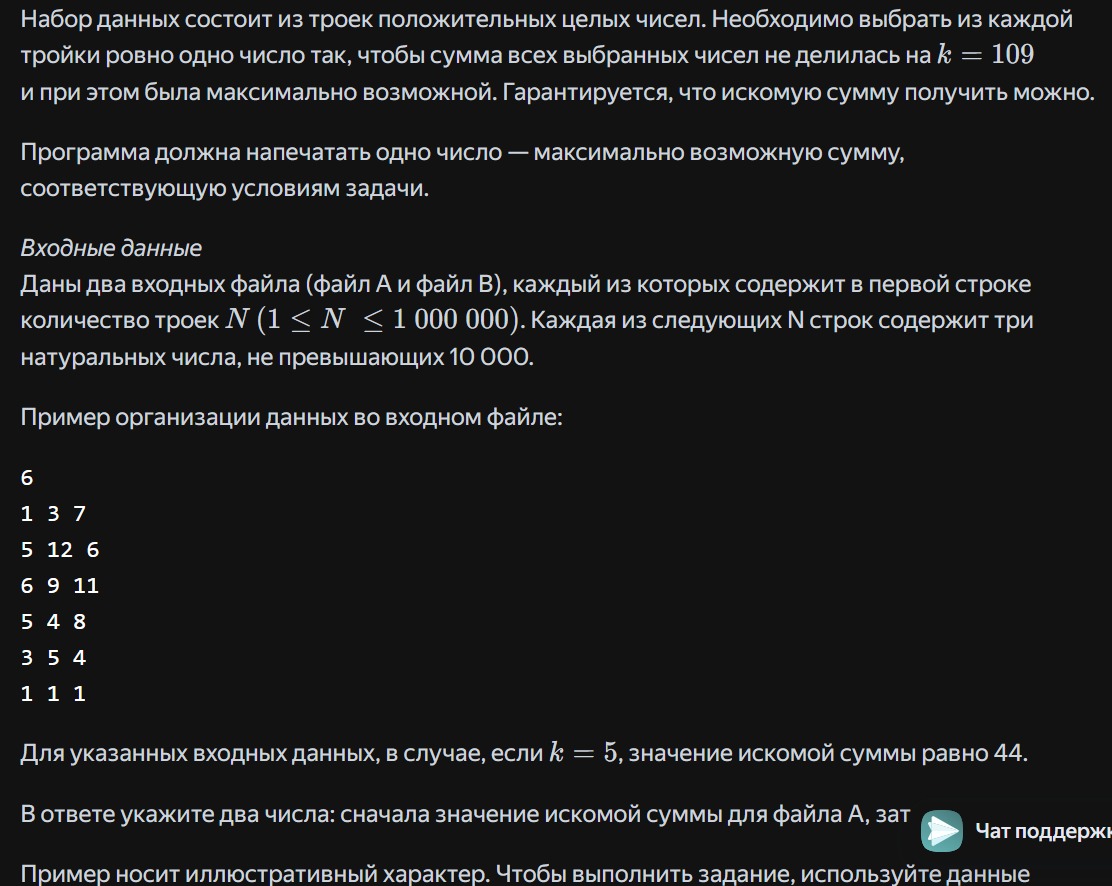 Набор данных состоит из троек положительных целых чисел. Необходимо выбрать из каждой
тройки ровно одно число так, чтобы сумма всех выбранных чисел не делилась на k = 109
и при этом была максимально возможной. Гарантируется, что искомую сумму получить можно.
Программа должна напечатать одно число — максимально возможную сумму,
соответствующую условиям задачи.
Входные данные
Даны два входных файла (файл A и файл B), каждый из которых содержит в первой строке
количество троек N (1 ≤ N ≤ 1 000 000). Каждая из следующих N строк содержит три
натуральных числа, не превышающих 10 000.
Пример организации данных во входном файле:
6
1 3 7
5 12 6
6 9 11
5 4 8
3 5 4
1 1 1
Для указанных входных данных, в случае, если k = 5, значение искомой суммы равно 44.
В ответе укажите два числа: сначала значение искомой суммы для файла A, зат
Чат поддерж
Пример носит иллюстративный характер. Чтобы выполнить задание, используйте данные